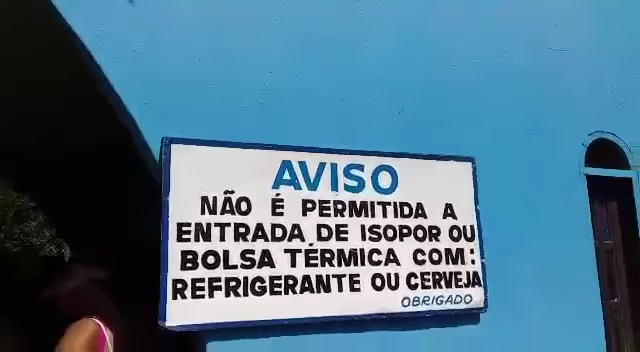 AVISO
NÃO É PERMITIDA A
ENTRADA DE ISOPOR OU
BOLSA TÉRMICA COM:
REFRIGERANTE OU CERVEJA
OBRIGADO